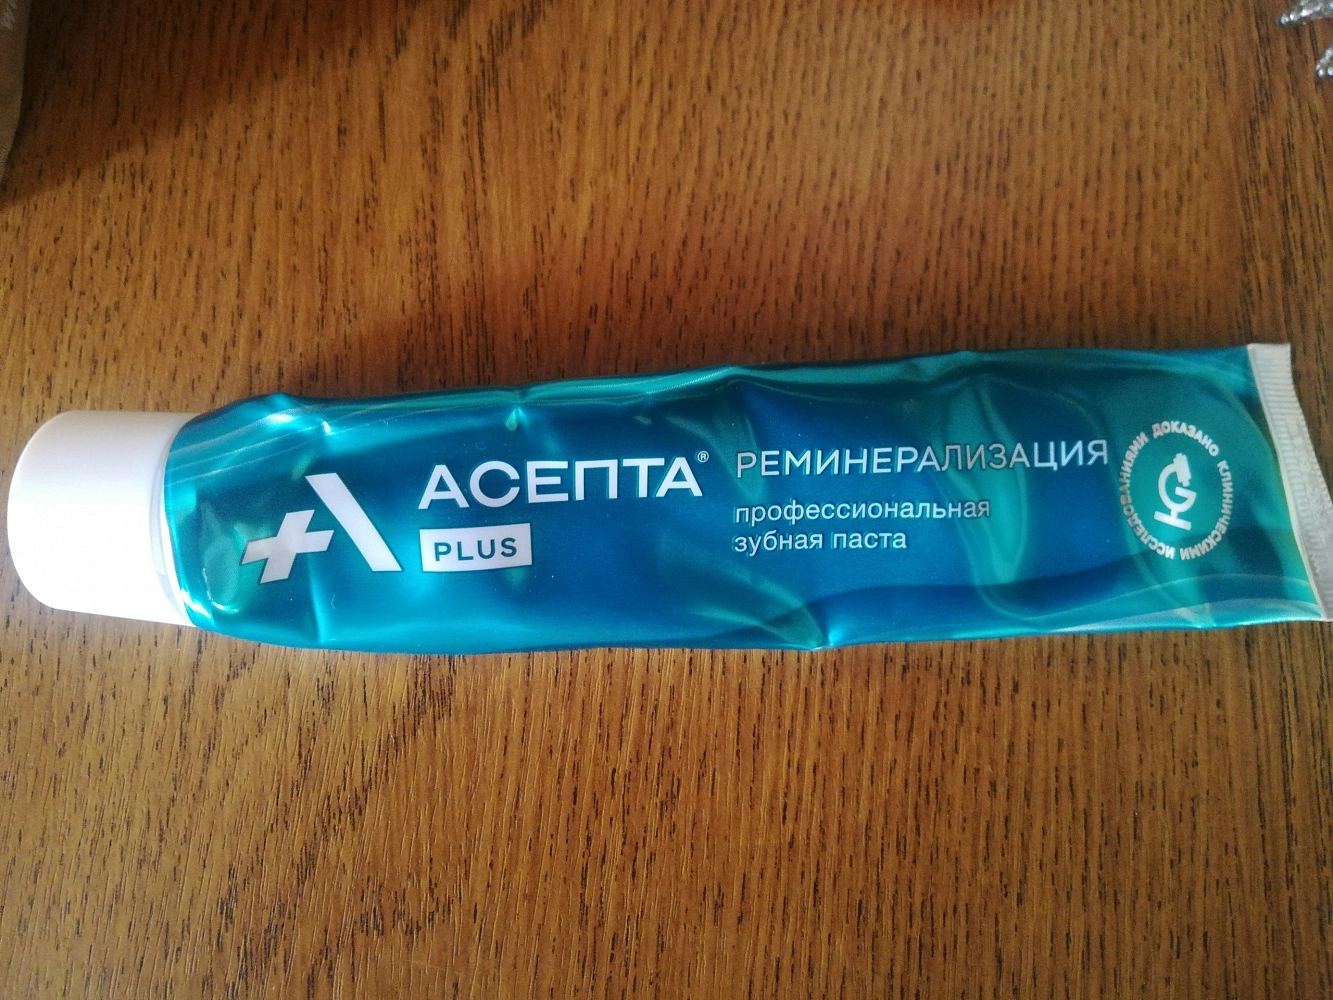 АСЕПТА®
PLUS
РЕМИНЕРАЛИЗАЦИЯ
профессиональная
зубная паста
ДОКАЗАНО КЛИНИЧЕСКИМИ ИССЛЕДОВАНИЯМИ